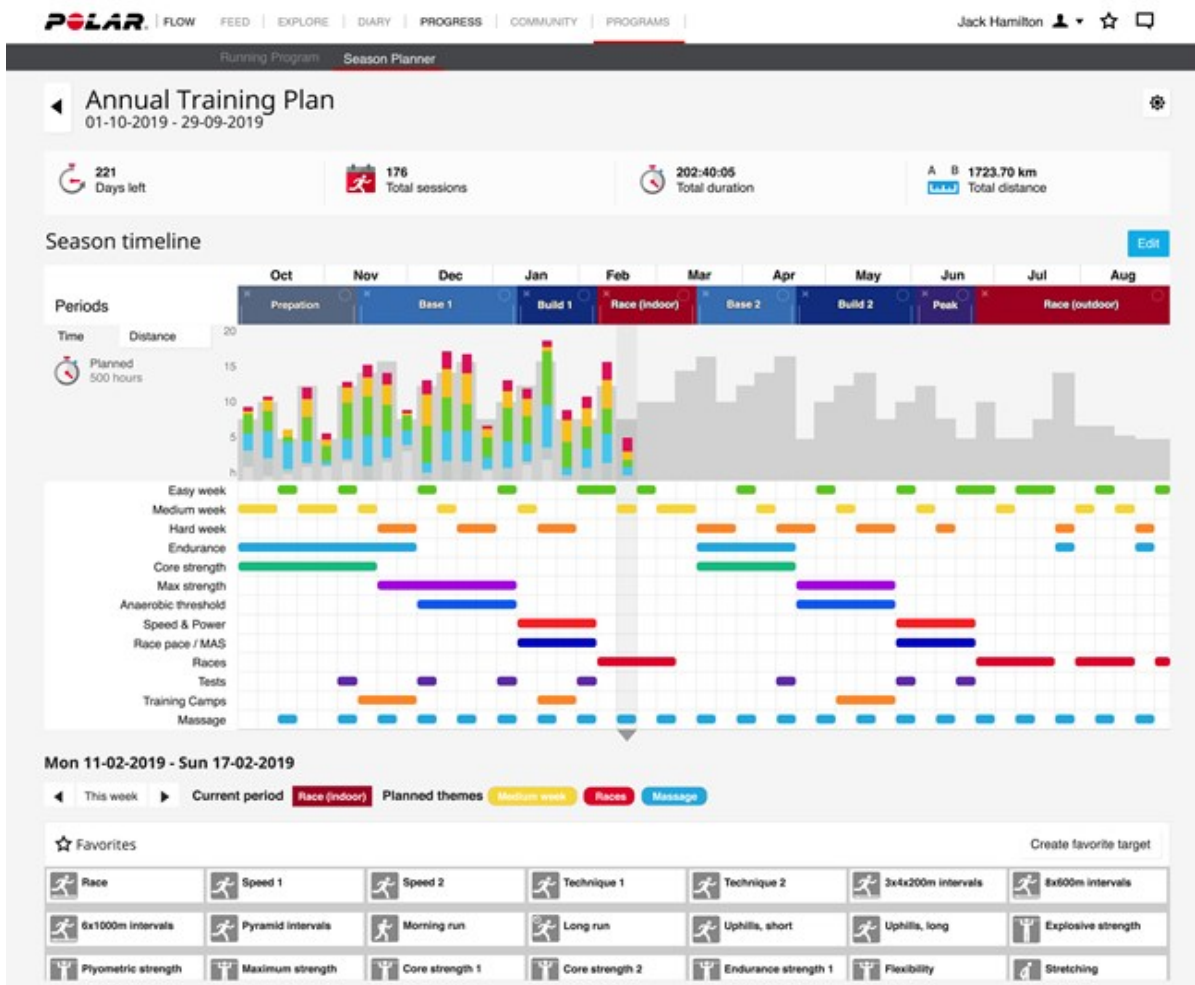 POLAR. FLOW FEED EXPLORE DIARY PROGRESS COMMUNITY PROGRAMS Jack Hamilton
Running Program Season Planner
Annual Training Plan
01-10-2019 - 29-09-2019
221
Days left
176
Total sessions
202:40:05
Total duration
A B
1723.70 km
Total distance
Season timeline
Edit
Oct Nov Dec Jan Feb Mar Apr May Jun Jul Aug
Periods
Prepation Base 1 Build 1 Race (indoor) Base 2 Build 2 Peak Race (outdoor)
Time Distance
Planned
500 hours
20
15
10
5
h
Easy week
Medium week
Hard week
Endurance
Core strength
Max strength
Anaerobic threshold
Speed & Power
Race pace / MAS
Races
Tests
Training Camps
Massage
Mon 11-02-2019 - Sun 17-02-2019
This week Current period Race (indoor) Planned themes Medium week Races Massage
Favorites Create favorite target
Race Speed 1 Speed 2 Technique 1 Technique 2 3x4x200m intervals 8x600m intervals
6x1000m intervals Pyramid intervals Morning run Long run Uphills, short Uphills, long Explosive strength
Plyometric strength Maximum strength Core strength 1 Core strength 2 Endurance strength 1 Flexibility Stretching